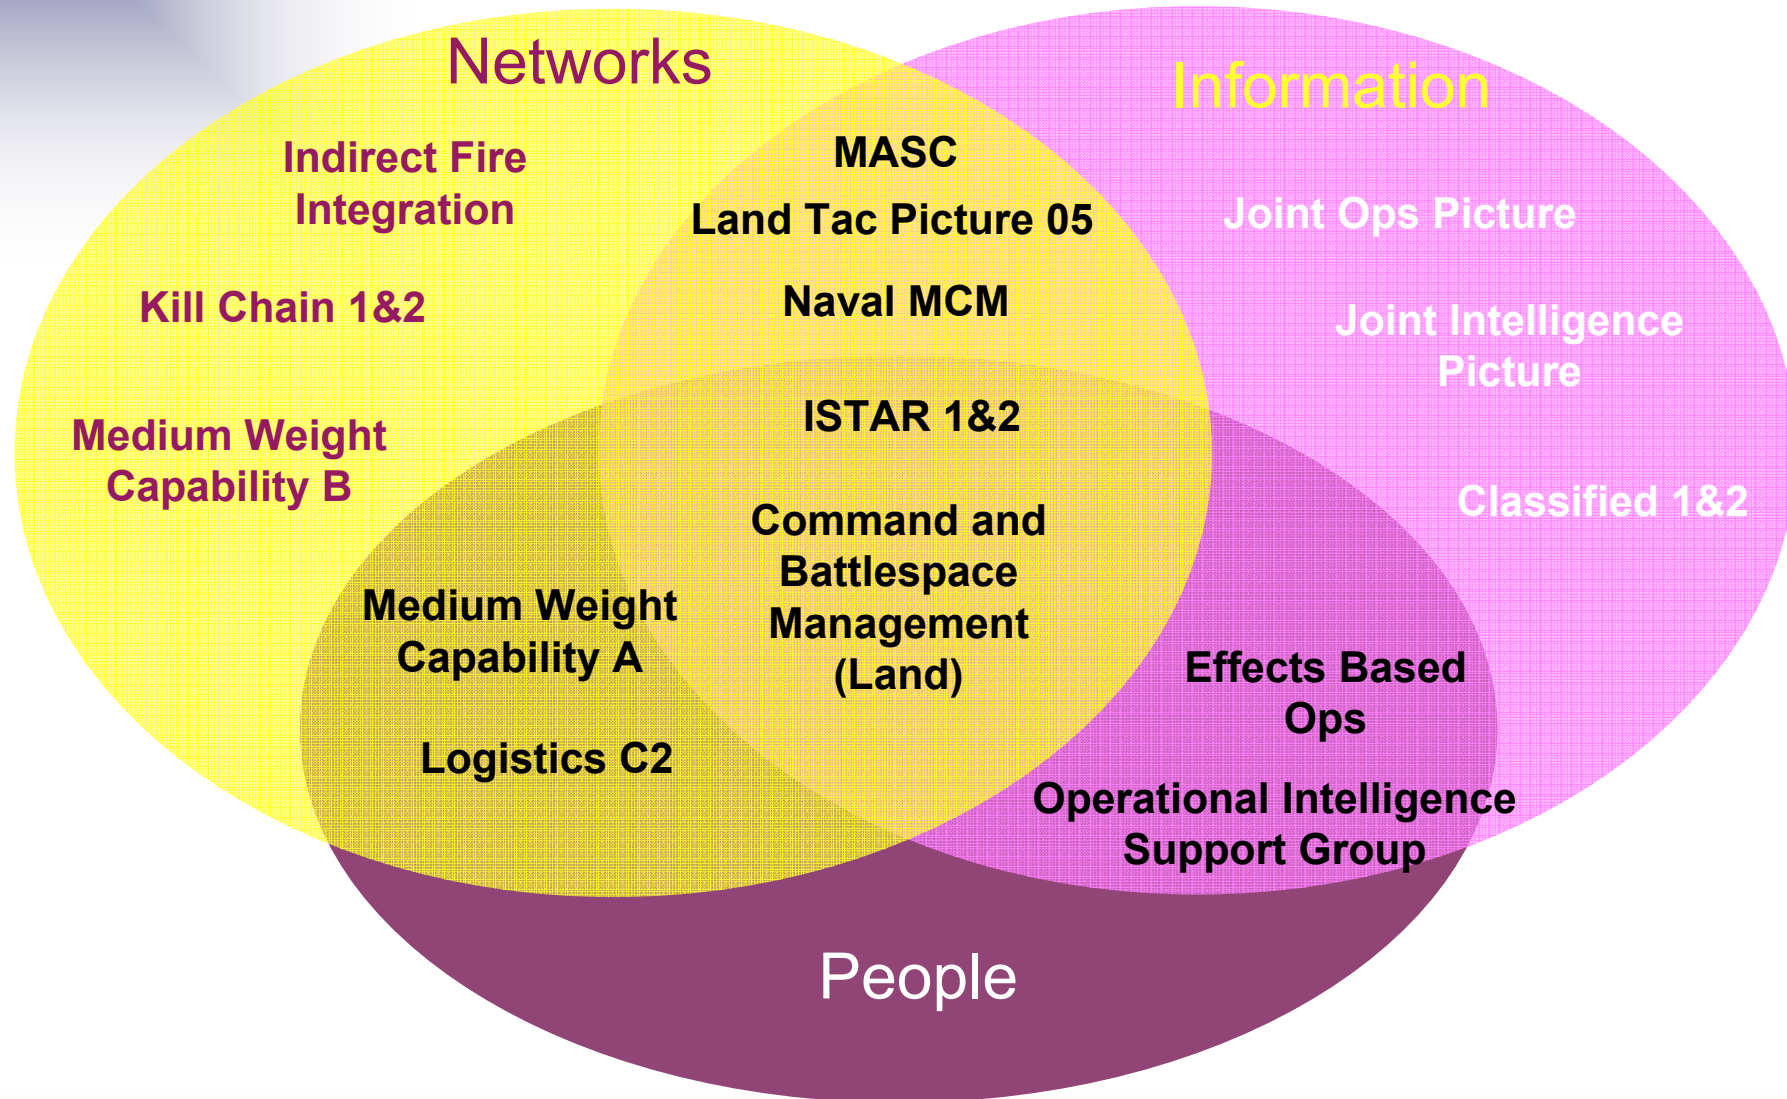 Networks
Information
Indirect Fire
Integration
Kill Chain 1&2
Medium Weight
Capability B
MASC
Land Tac Picture 05
Naval MCM
Joint Ops Picture
Joint Intelligence
Picture
Classified 1&2
ISTAR 1&2
Command and
Battlespace
Management
(Land)
Medium Weight
Capability A
Logistics C2
Effects Based
Ops
Operational Intelligence
Support Group
People